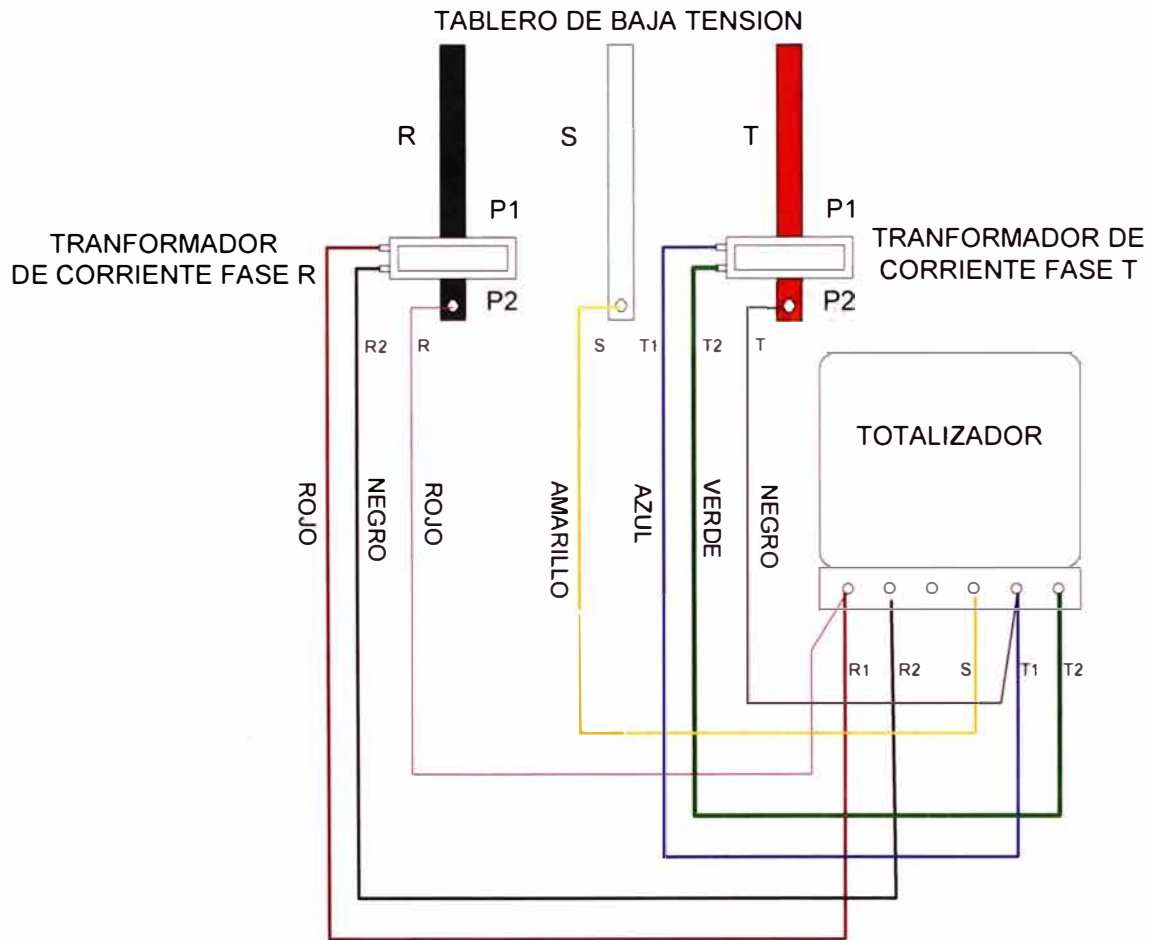 TABLERO DE BAJA TENSION
R
S
T
P1
P1
TRANFORMADOR
DE CORRIENTE FASE R
TRANFORMADOR DE
CORRIENTE FASE T
P2
P2
R2
R
S
T1
T2
T
TOTALIZADOR
ROJO
NEGRO
ROJO
AMARILLO
AZUL
VERDE
NEGRO
R1
R2
S
T1
T2